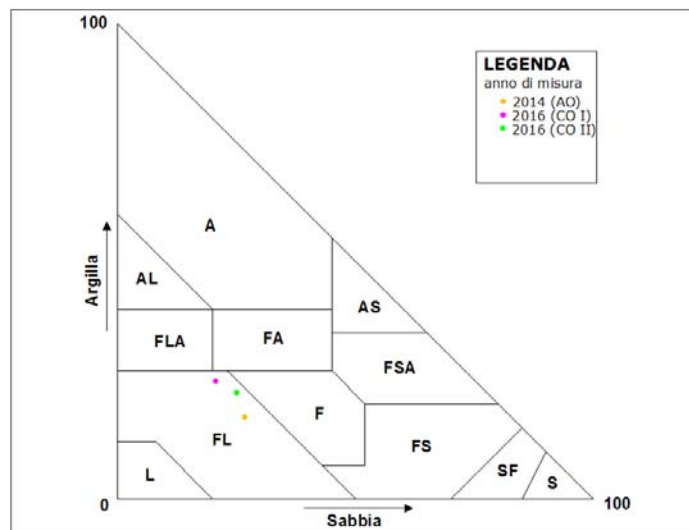 100
LEGENDA
anno di misura
2014 (AO)
2016 (CO I)
2016 (CO II)
A
Argilla
AL
AS
FLA
FA
FSA
F
FL
FS
L
SF
S
0
Sabbia
100